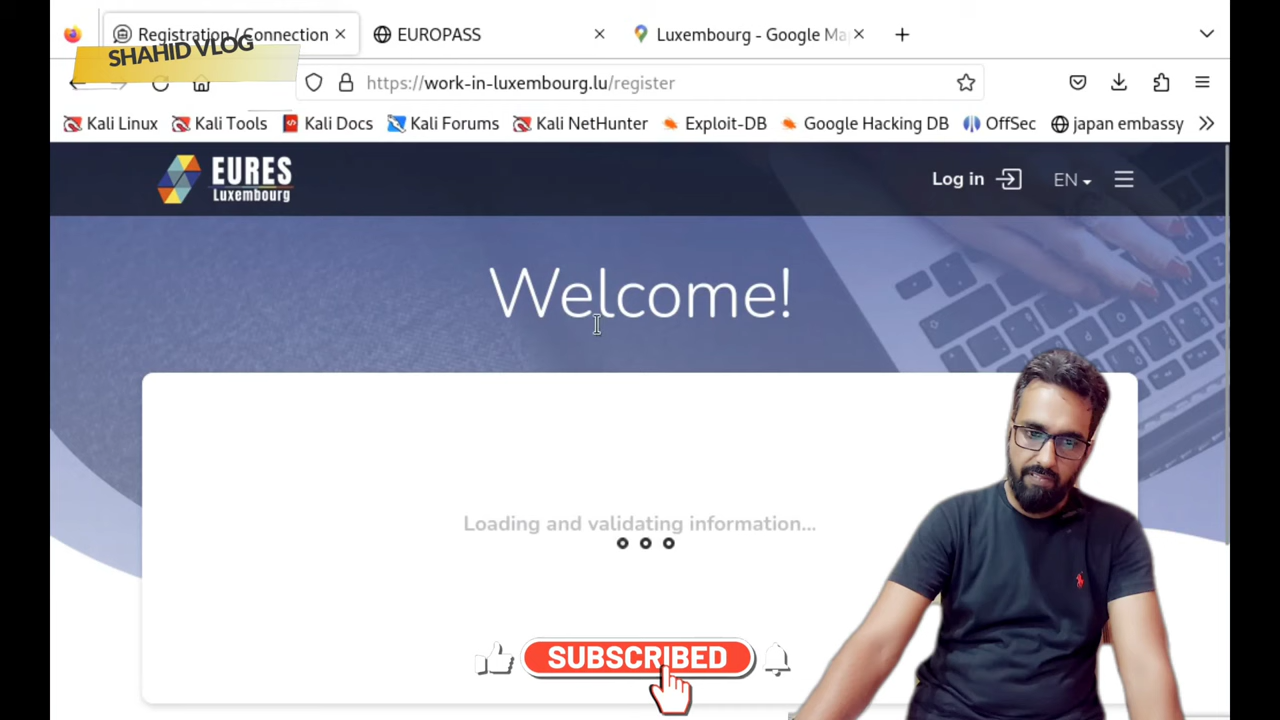 Registration / Connection
EUROPASS
Luxembourg - Google Ma
SHAHID VLOG
https://work-in-luxembourg.lu/register
Kali Linux
Kali Tools
Kali Docs
Kali Forums
Kali NetHunter
Exploit-DB
Google Hacking DB
OffSec
japan embassy
EURES
Luxembourg
Log in
EN
Welcome!
Loading and validating information...
SUBSCRIBED